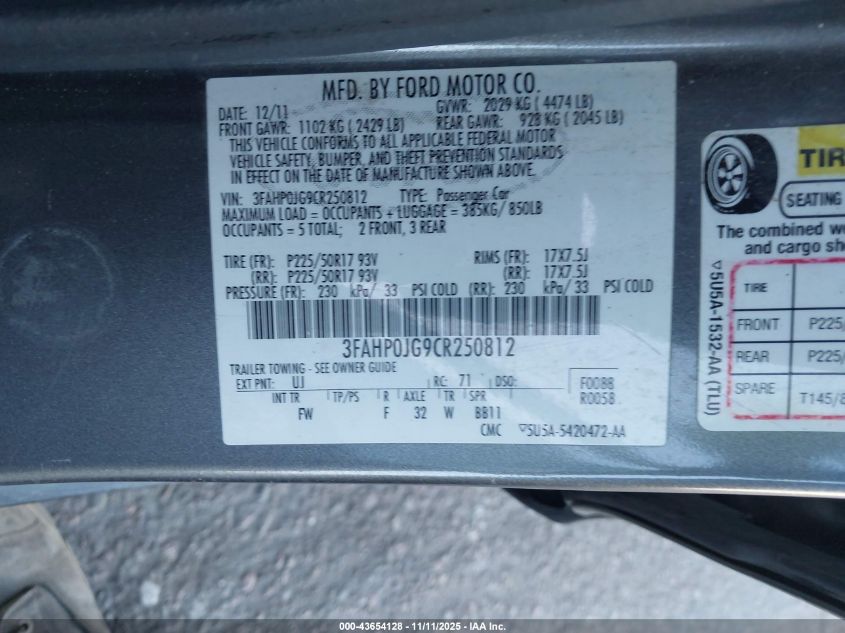 MFD. BY FORD MOTOR CO.
DATE: 12/11 GVWR: 2029 KG ( 4474 LB)
FRONT GAWR: 1102 KG ( 2429 LB) REAR GAWR: 928 KG ( 2045 LB)
THIS VEHICLE CONFORMS TO ALL APPLICABLE FEDERAL MOTOR
VEHICLE SAFETY, BUMPER, AND THEFT PREVENTION STANDARDS
IN EFFECT ON THE DATE OF MANUFACTURE SHOWN ABOVE.
VIN: 3FAHP0JG9CR250812 TYPE: Passenger Car
MAXIMUM LOAD = OCCUPANTS + LUGGAGE = 385KG/ 850LB
OCCUPANTS = 5 TOTAL; 2 FRONT, 3 REAR
TIRE (FR): P225/50R17 93V RIMS (FR): 17X7.5J
(RR): P225/50R17 93V (RR): 17X7.5J
PRESSURE (FR): 230 kPa/ 33 PSI COLD (RR): 230 kPa/ 33 PSI COLD
3FAHP0JG9CR250812
TRAILER TOWING - SEE OWNER GUIDE
EXT PNT: UJ RC: 71 DSO: F0088
INT TR TP/PS R AXLE TR SPR R0058
FW F 32 W BB11
CMC ▽5U5A-5420472-AA
TIR
SEATING
The combined we
and cargo sho
▽5U5A-1532-AA (TLU)
TIRE
FRONT P225/
REAR P225/
SPARE T145/8
000-43654128 - 11/11/2025 - IAA Inc.